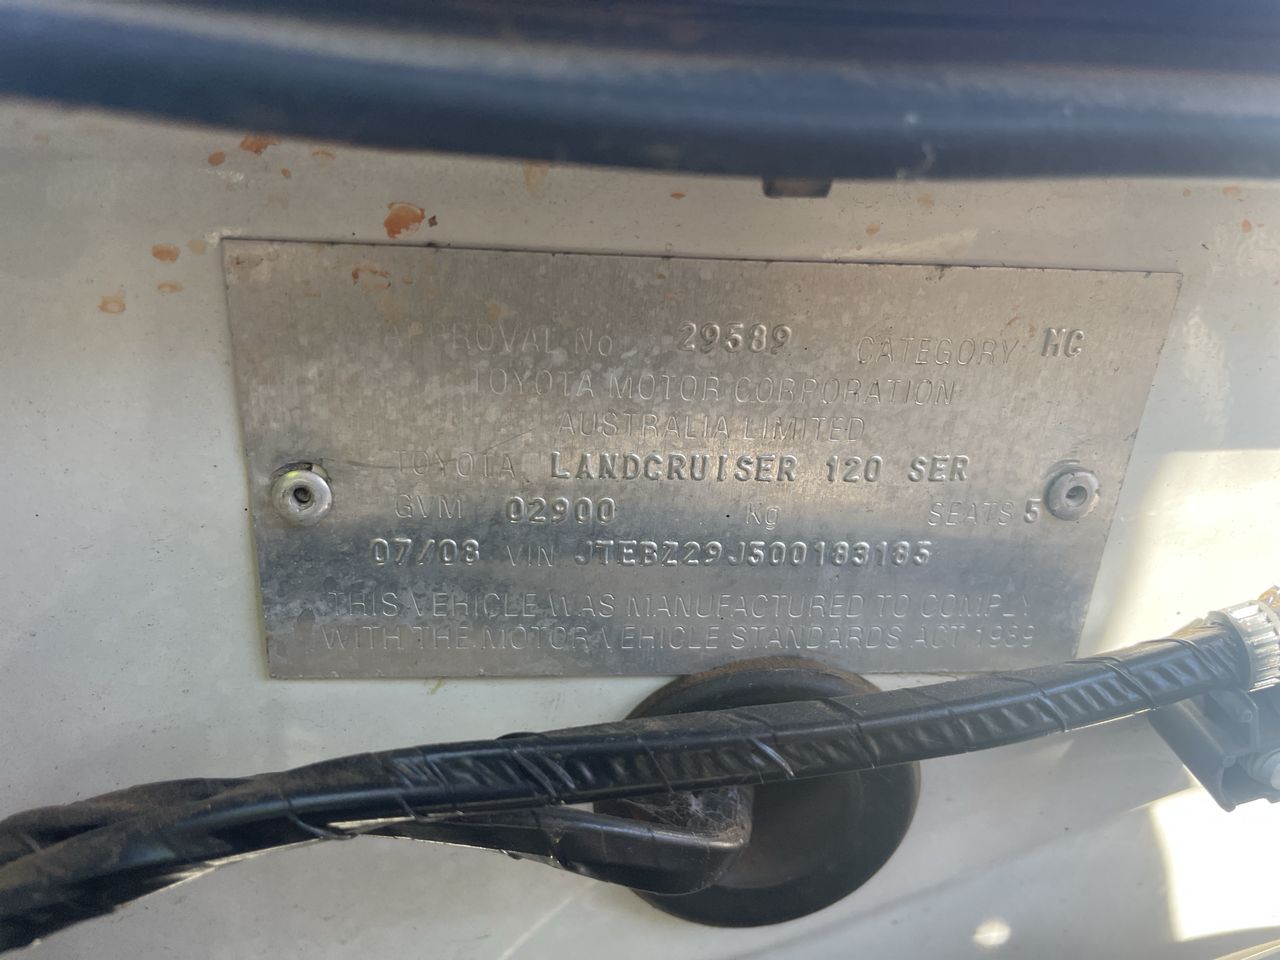 APPROVAL No 29589 CATEGORY MC
TOYOTA MOTOR CORPORATION
AUSTRALIA LIMITED
TOYOTA LANDCRUISER 120 SER
GVM 02900 Kg SEATS 5
07/08 VIN JTEBZ29J500183185
THIS VEHICLE WAS MANUFACTURED TO COMPLY
WITH THE MOTOR VEHICLE STANDARDS ACT 1989